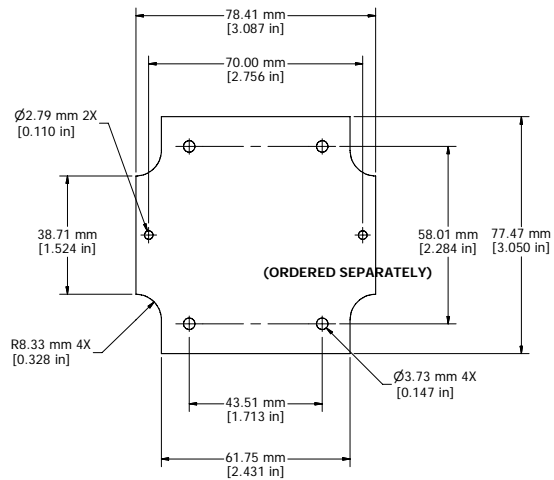 78.41 mm
[3.087 in]
70.00 mm
[2.756 in]
Ø2.79 mm 2X
[0.110 in]
38.71 mm
[1.524 in]
58.01 mm
[2.284 in]
77.47 mm
[3.050 in]
(ORDERED SEPARATELY)
R8.33 mm 4X
[0.328 in]
Ø3.73 mm 4X
[0.147 in]
43.51 mm
[1.713 in]
61.75 mm
[2.431 in]